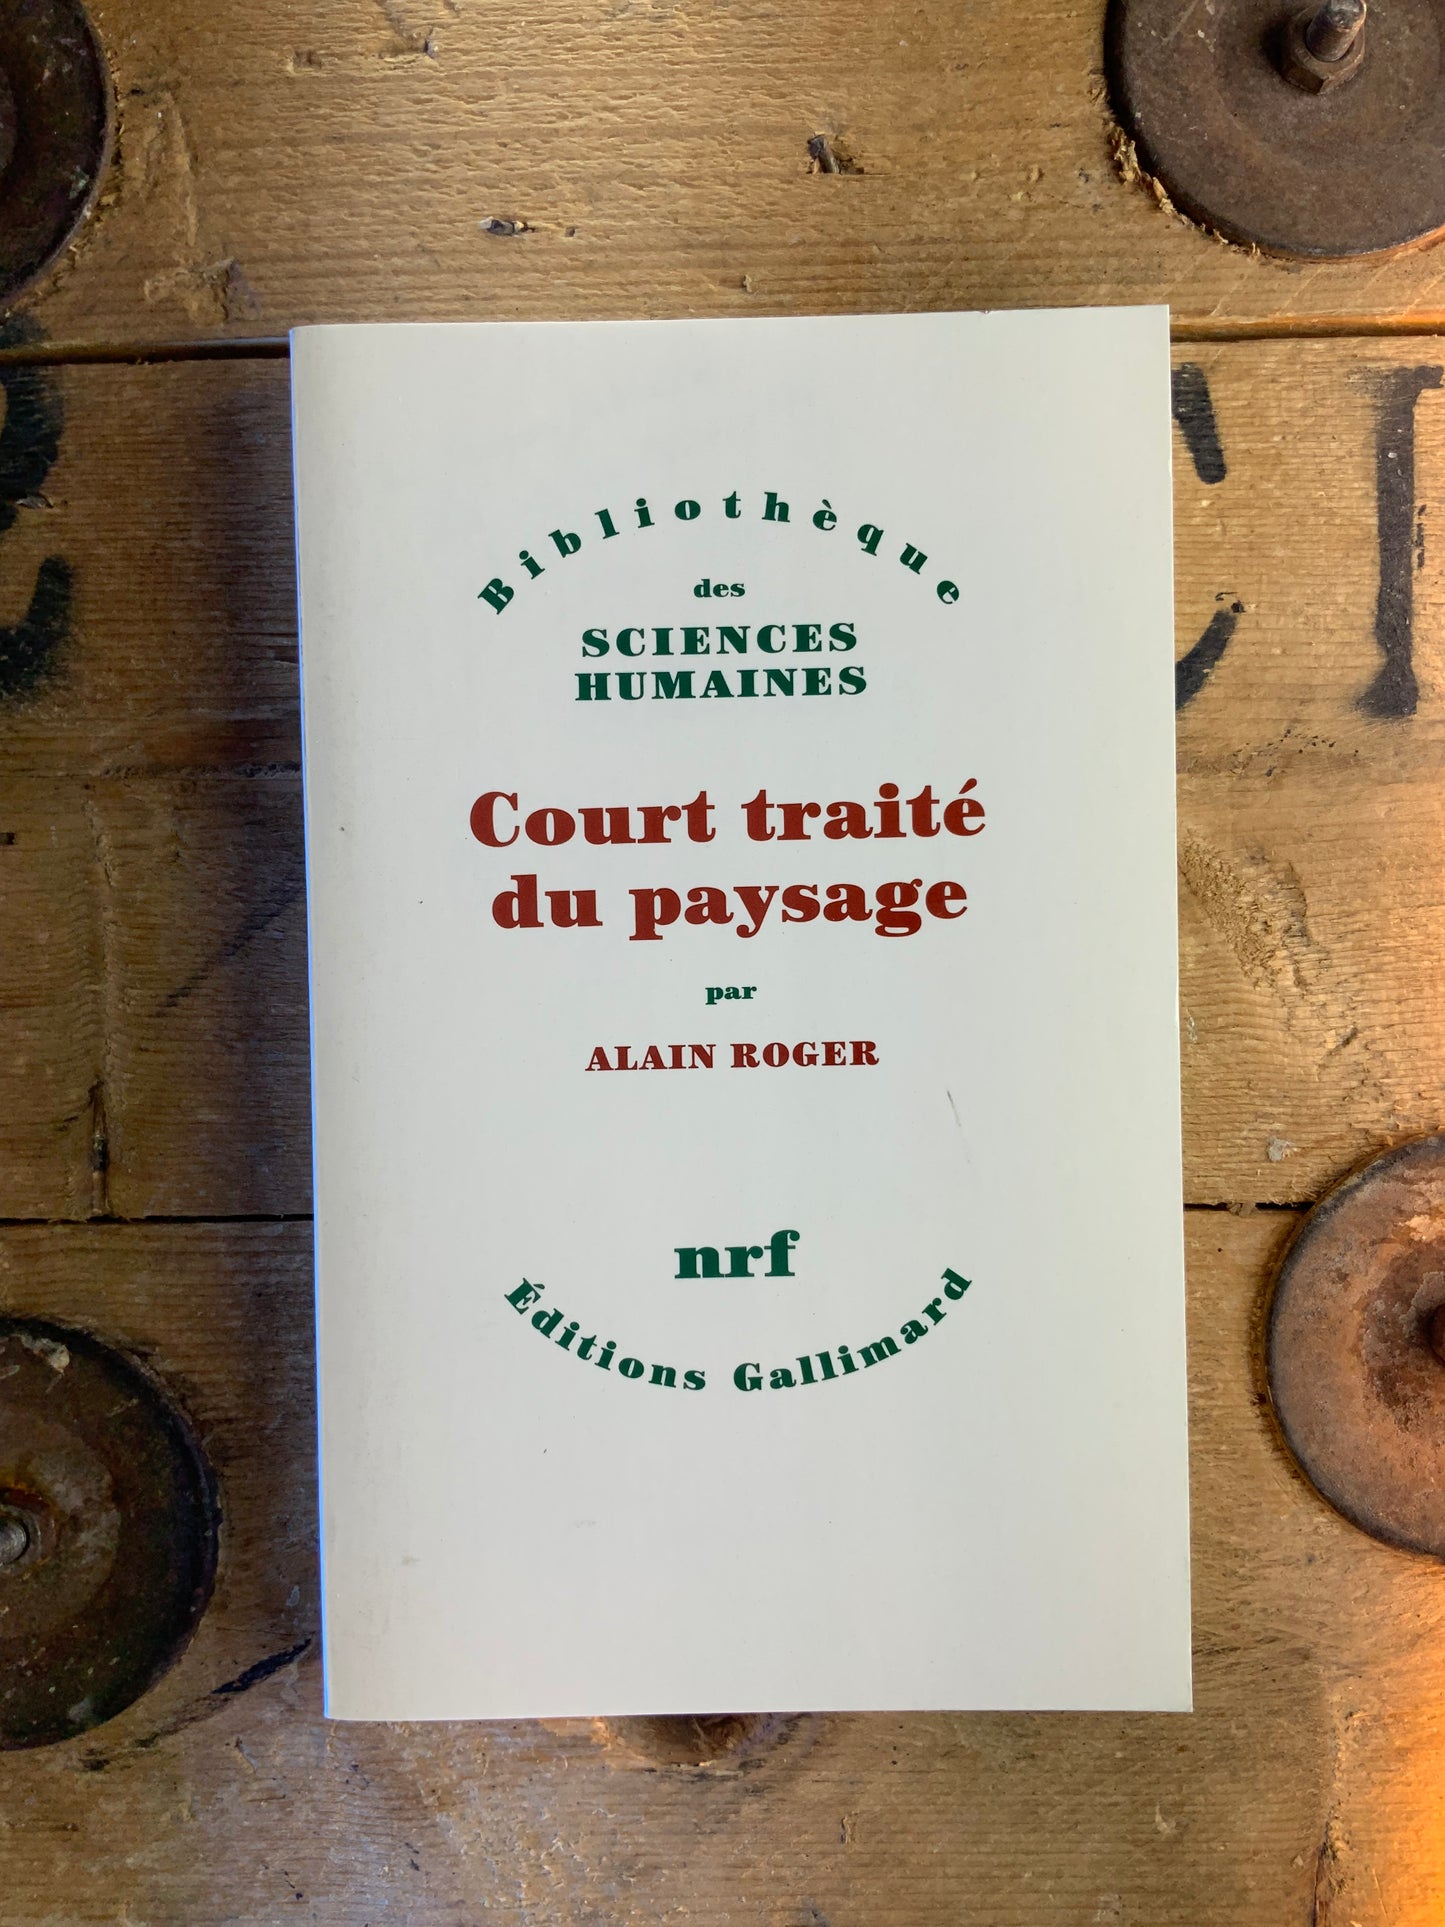 Bibliothèque
des
SCIENCES
HUMAINES
Court traité
du paysage
par
ALAIN ROGER
nrf
Éditions Gallimard